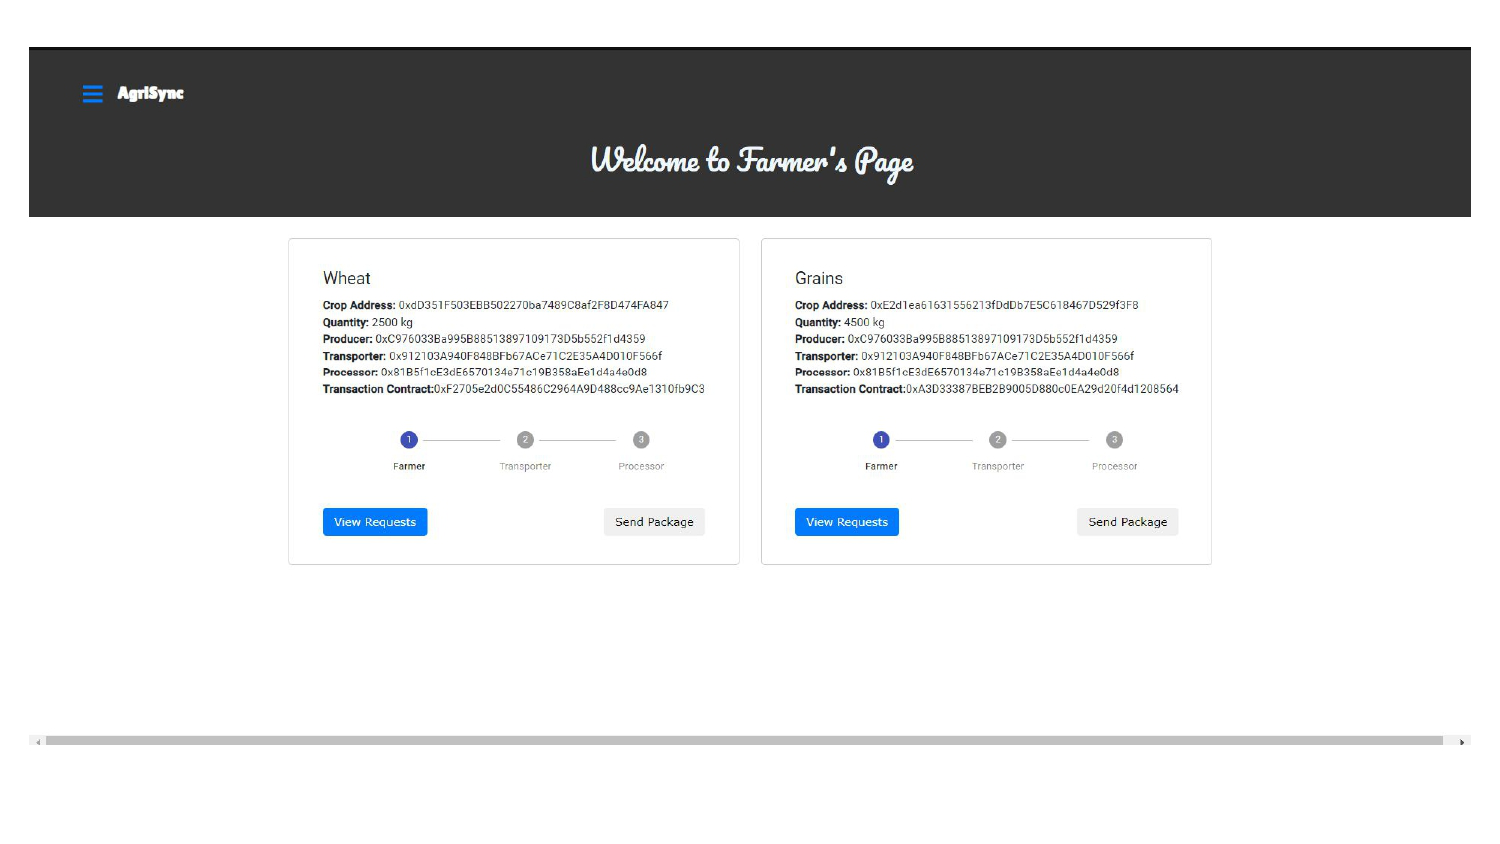 AgriSync
Welcome to Farmer's Page
Wheat
Crop Address: 0xdD351F503EBB502270ba7489C8af2F8D474FA847
Quantity: 2500 kg
Producer: 0xC976033Ba995B88513897109173D5b552f1d4359
Transporter: 0x912103A940F848BFb67ACe71C2E35A4D010F566f
Processor: 0x81B5f1cE3dE6570134e71c19B358aEe1d4a4e0d8
Transaction Contract:0xF2705e2d0C55486C2964A9D488cc9Ae1310fb9C3
1 2 3
Farmer Transporter Processor
View Requests Send Package
Grains
Crop Address: 0xE2d1ea61631556213fDdDb7E5C618467D529f3F8
Quantity: 4500 kg
Producer: 0xC976033Ba995B88513897109173D5b552f1d4359
Transporter: 0x912103A940F848BFb67ACe71C2E35A4D010F566f
Processor: 0x81B5f1cE3dE6570134e71c19B358aEe1d4a4e0d8
Transaction Contract:0xA3D33387BEB2B9005D880c0EA29d20f4d1208564
1 2 3
Farmer Transporter Processor
View Requests Send Package